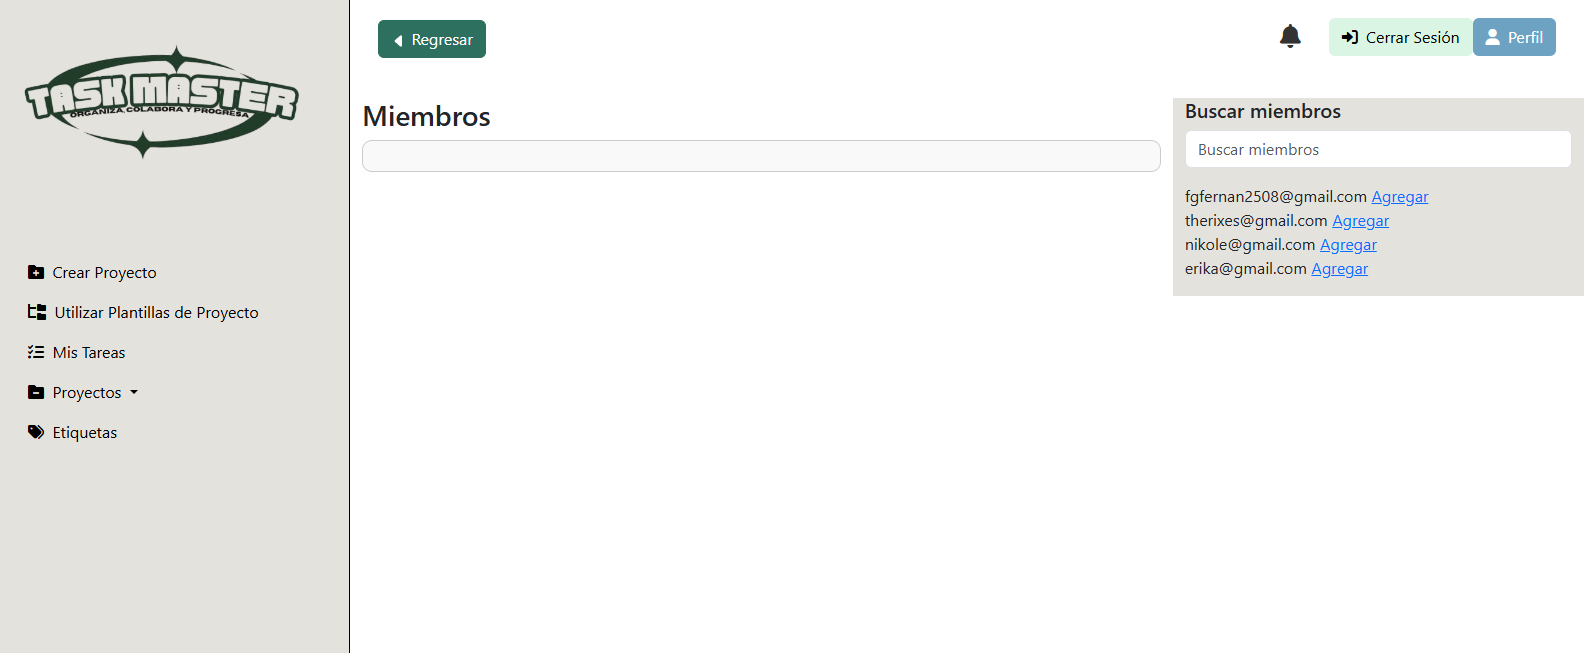 TASK MASTER
ORGANIZA, COLABORA Y PROGRESA
Crear Proyecto
Utilizar Plantillas de Proyecto
Mis Tareas
Proyectos
Etiquetas
Regresar
Cerrar Sesión
Perfil
Miembros
Buscar miembros
Buscar miembros
fgfernan2508@gmail.com Agregar
therixes@gmail.com Agregar
nikole@gmail.com Agregar
erika@gmail.com Agregar